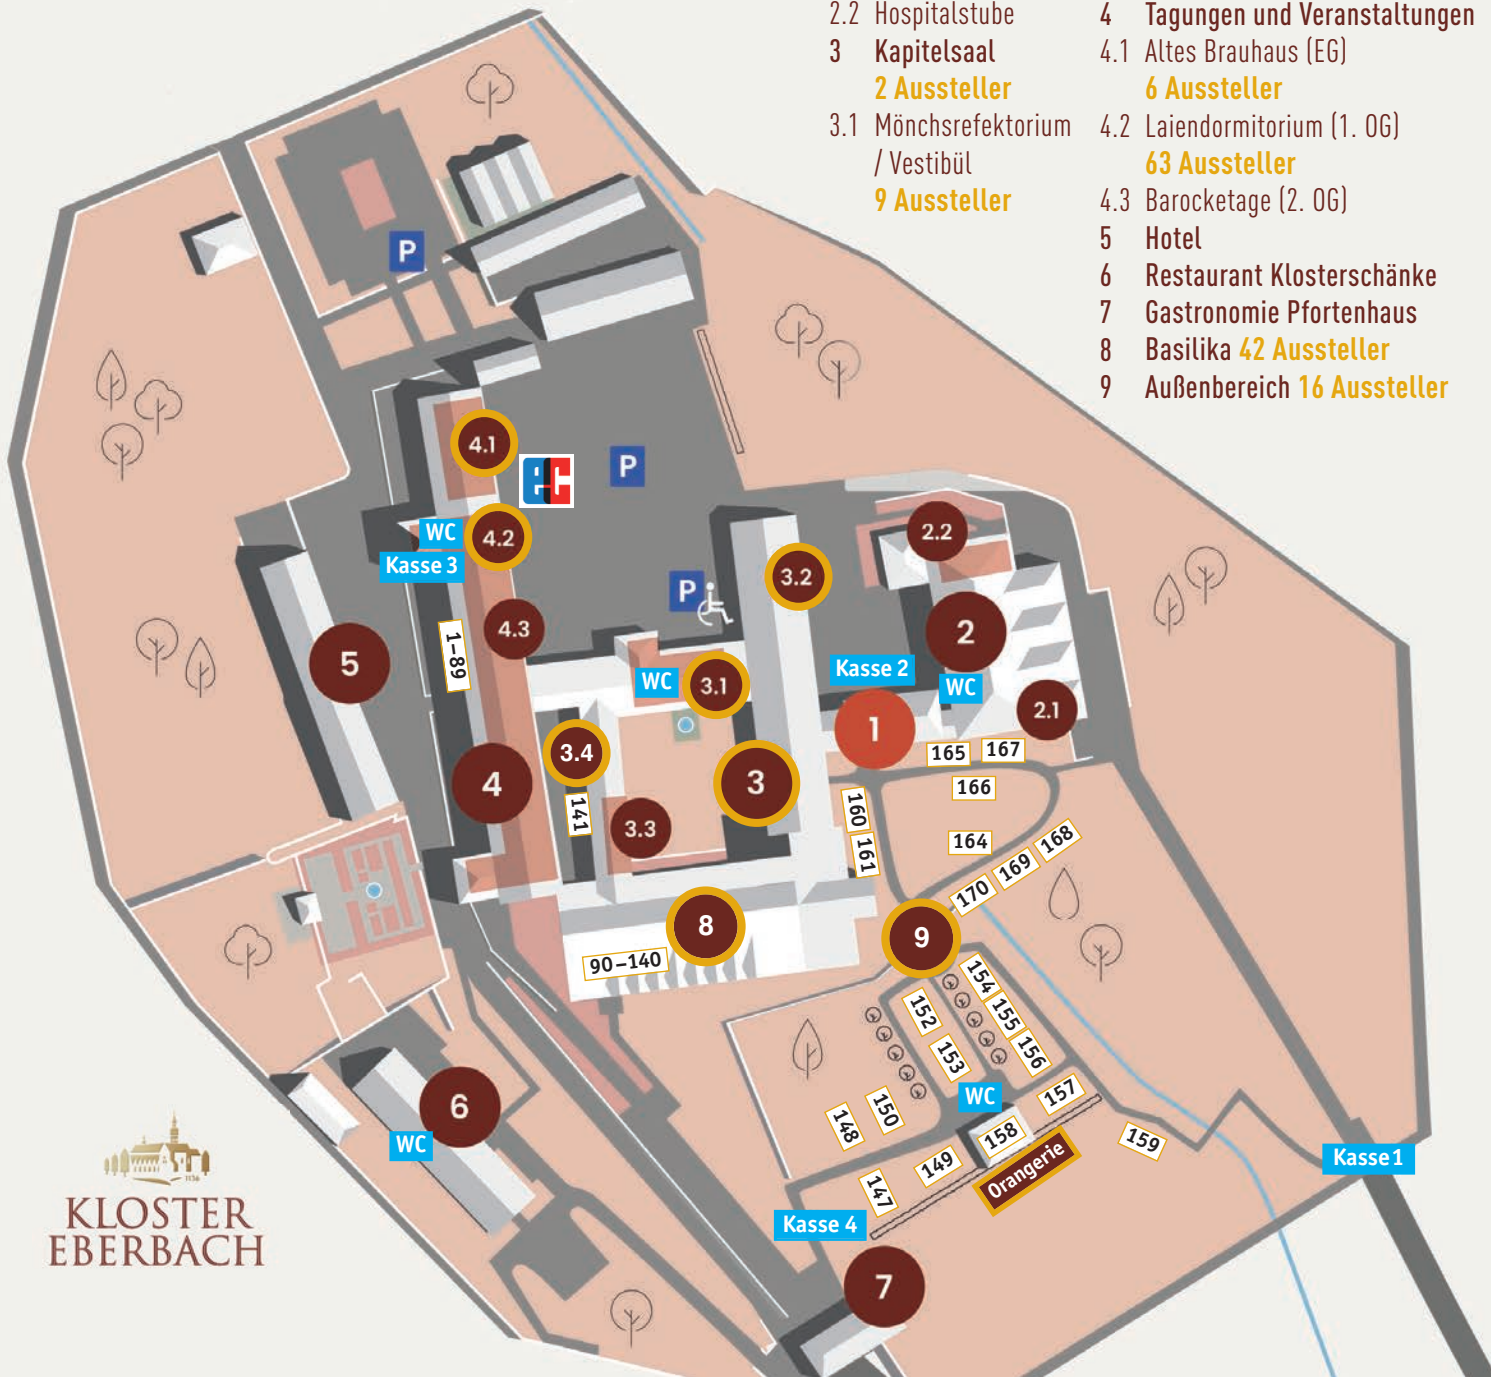 2.2 Hospitalstube
3 Kapitelsaal
2 Aussteller
3.1 Mönchsrefektorium
/ Vestibül
9 Aussteller
4 Tagungen und Veranstaltungen
4.1 Altes Brauhaus (EG)
6 Aussteller
4.2 Laiendormitorium (1. OG)
63 Aussteller
4.3 Barocketage (2. OG)
5 Hotel
6 Restaurant Klosterschänke
7 Gastronomie Pfortenhaus
8 Basilika 42 Aussteller
9 Außenbereich 16 Aussteller
P
4.1
ec
P
WC
4.2
Kasse 3
2.2
3.2
P
4.3
2
1–89
5
WC
3.1
Kasse 2
WC
2.1
1
165
167
3.4
4
3
166
141
3.3
160
161
164
168
169
170
8
9
90–140
154
152
155
153
156
WC
157
150
148
158
159
149
Orangerie
147
6
WC
Kasse1
Kasse 4
7
1136
KLOSTER
EBERBACH